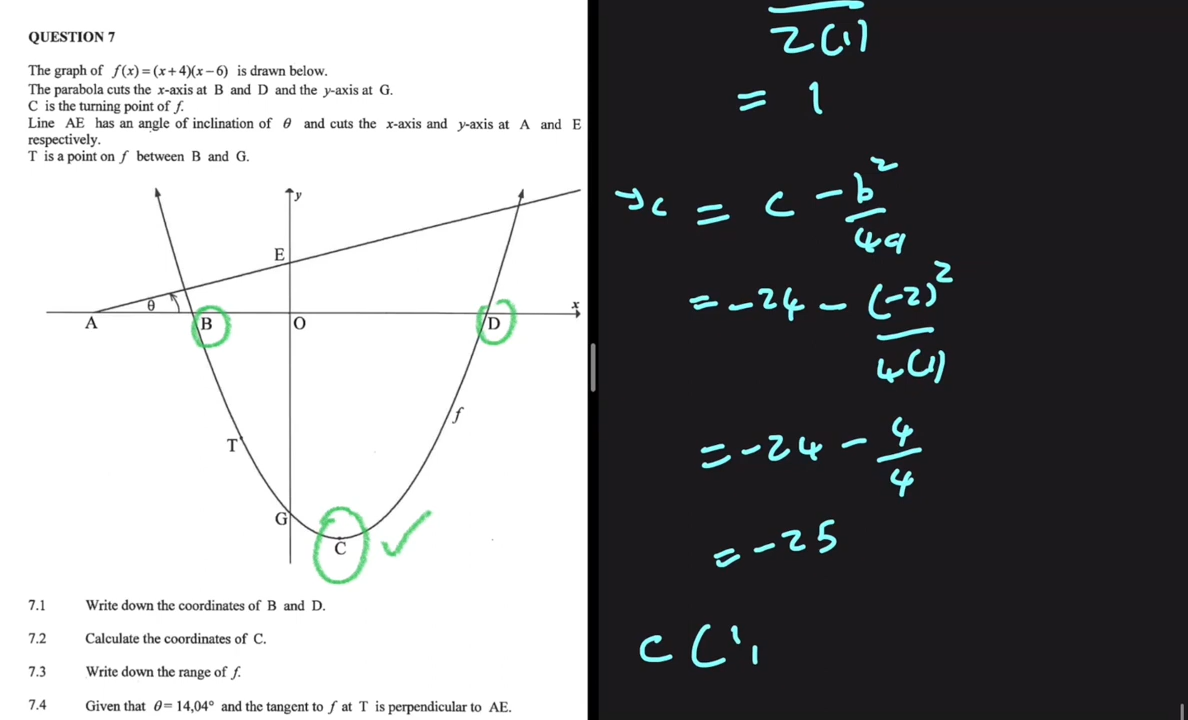 QUESTION 7
The graph of f(x)=(x+4)(x−6) is drawn below.
The parabola cuts the x-axis at B and D and the y-axis at G.
C is the turning point of f.
Line AE has an angle of inclination of θ and cuts the x-axis and y-axis at A and E
respectively.
T is a point on f between B and G.
y
E
θ
x
A
B
O
D
f
T
G
C
7.1 Write down the coordinates of B and D.
7.2 Calculate the coordinates of C.
7.3 Write down the range of f.
7.4 Given that θ= 14,04° and the tangent to f at T is perpendicular to AE.
2(1)
= 1
yc = c − b²
4a
= −24 − (−2)²
4(1)
= −24 − 4
4
= −25
C (1,